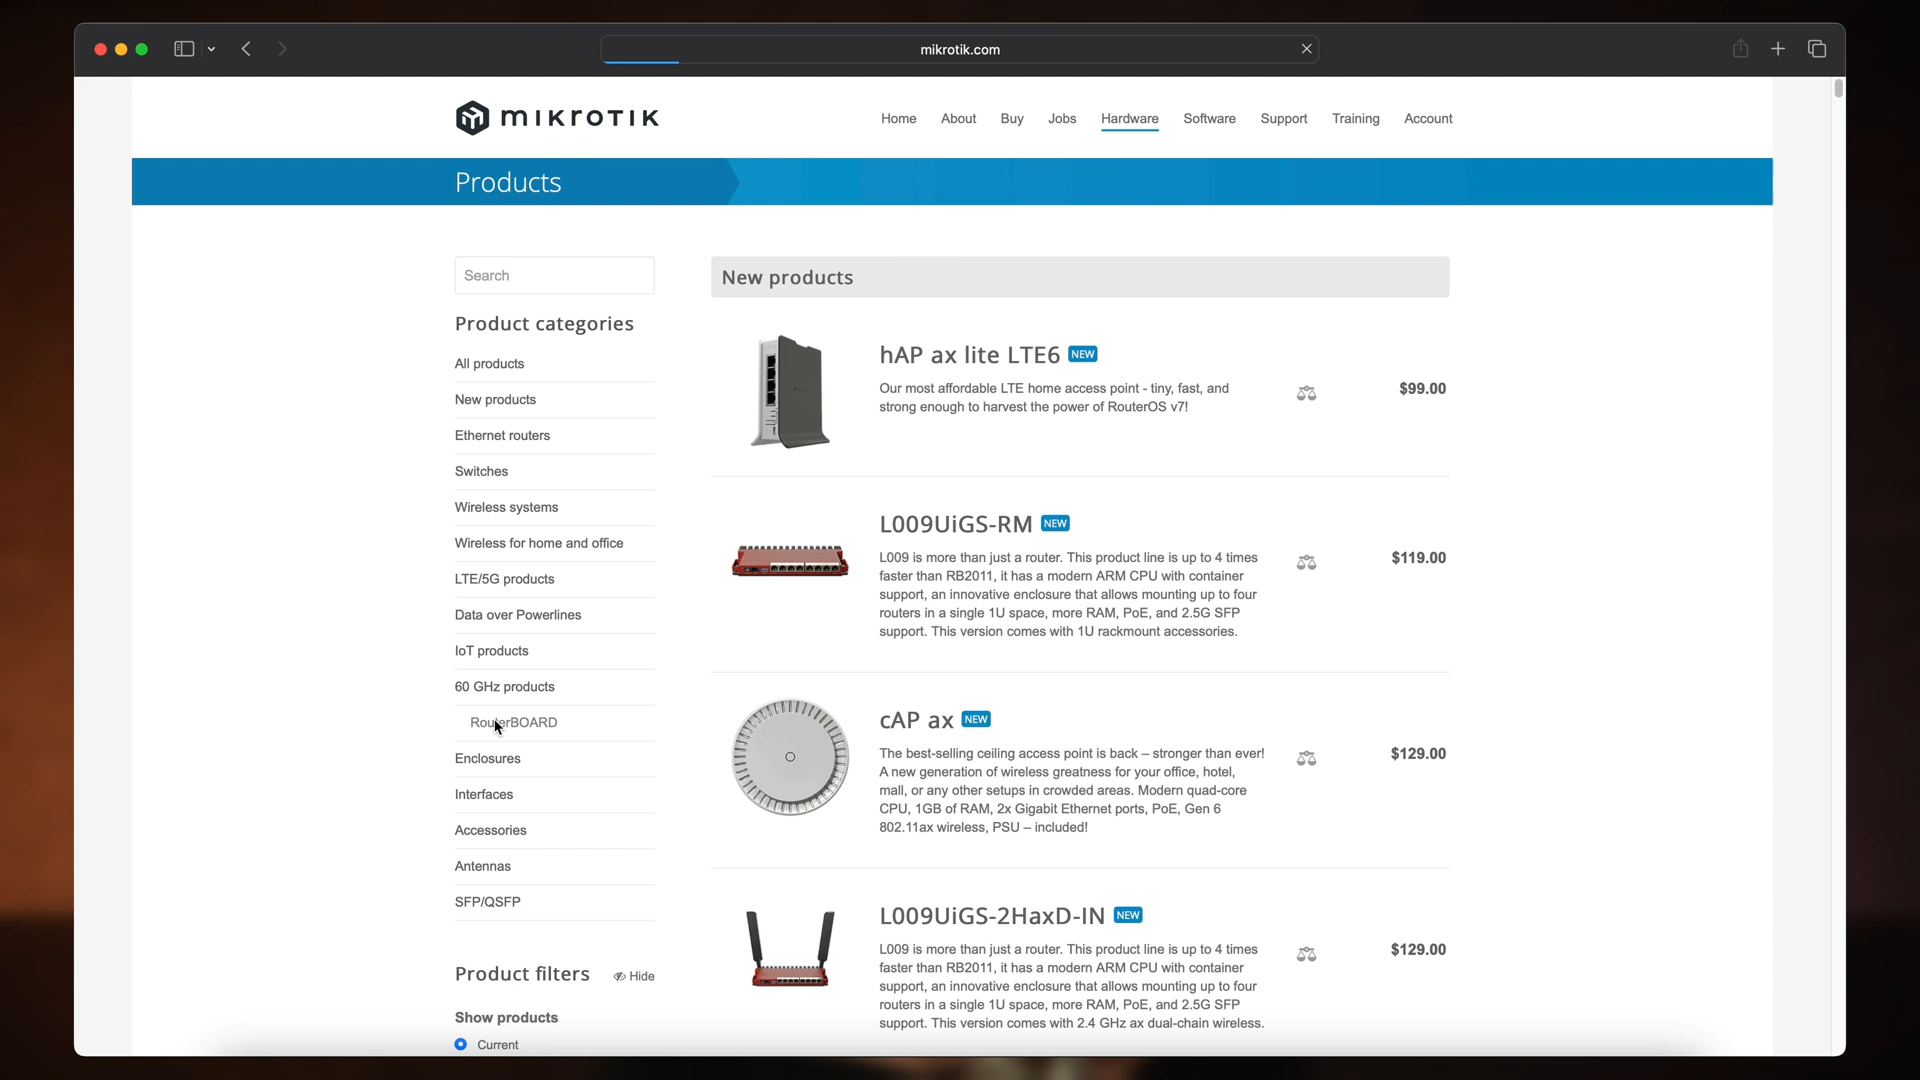 mikrotik.com
mikrotik
Home About Buy Jobs Hardware Software Support Training Account
Products
Search
Product categories
All products
New products
Ethernet routers
Switches
Wireless systems
Wireless for home and office
LTE/5G products
Data over Powerlines
IoT products
60 GHz products
RouterBOARD
Enclosures
Interfaces
Accessories
Antennas
SFP/QSFP
Product filters Hide
Show products
Current
New products
hAP ax lite LTE6 NEW
Our most affordable LTE home access point - tiny, fast, and
strong enough to harvest the power of RouterOS v7!
$99.00
L009UiGS-RM NEW
L009 is more than just a router. This product line is up to 4 times
faster than RB2011, it has a modern ARM CPU with container
support, an innovative enclosure that allows mounting up to four
routers in a single 1U space, more RAM, PoE, and 2.5G SFP
support. This version comes with 1U rackmount accessories.
$119.00
cAP ax NEW
The best-selling ceiling access point is back – stronger than ever!
A new generation of wireless greatness for your office, hotel,
mall, or any other setups in crowded areas. Modern quad-core
CPU, 1GB of RAM, 2x Gigabit Ethernet ports, PoE, Gen 6
802.11ax wireless, PSU – included!
$129.00
L009UiGS-2HaxD-IN NEW
L009 is more than just a router. This product line is up to 4 times
faster than RB2011, it has a modern ARM CPU with container
support, an innovative enclosure that allows mounting up to four
routers in a single 1U space, more RAM, PoE, and 2.5G SFP
support. This version comes with 2.4 GHz ax dual-chain wireless.
$129.00